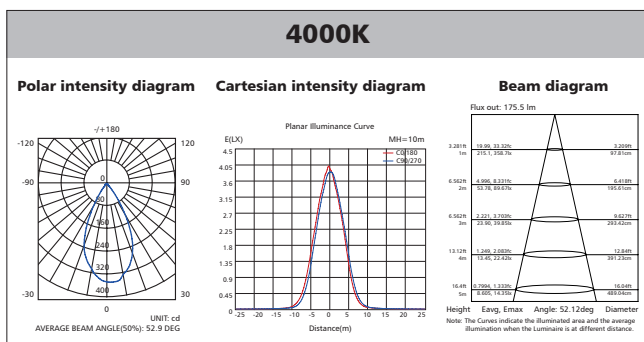 4000K
Polar intensity diagram
-/+180
-120
120
-90
90
-30
30
0
0
80
160
240
320
400
UNIT: cd
AVERAGE BEAM ANGLE(50%): 52.9 DEG
Cartesian intensity diagram
Planar Illuminance Curve
E(LX)
MH=10m
C0/180
C90/270
4.5
4.05
3.6
3.15
2.7
2.25
1.8
1.35
0.9
0.45
0
-25 -20 -15 -10 -5 0 5 10 15 20 25
Distance(m)
Beam diagram
Flux out: 175.5 lm
3.281ft 19.99, 33.32fc 3.209ft
1m 215.1, 358.7lx 97.81cm
6.562ft 4.996, 8.331fc 6.418ft
2m 53.78, 89.67lx 195.61cm
6.562ft 2.221, 3.703fc 9.627ft
3m 23.90, 39.85lx 293.42cm
13.12ft 1.249, 2.083fc 12.84ft
4m 13.45, 22.42lx 391.23cm
16.4ft 0.7994, 1.333fc 16.04ft
5m 8.605, 14.35lx 489.04cm
Height Eavg, Emax Angle: 52.12deg Diameter
Note: The Curves indicate the illuminated area and the average
illumination when the Luminaire is at different distance.